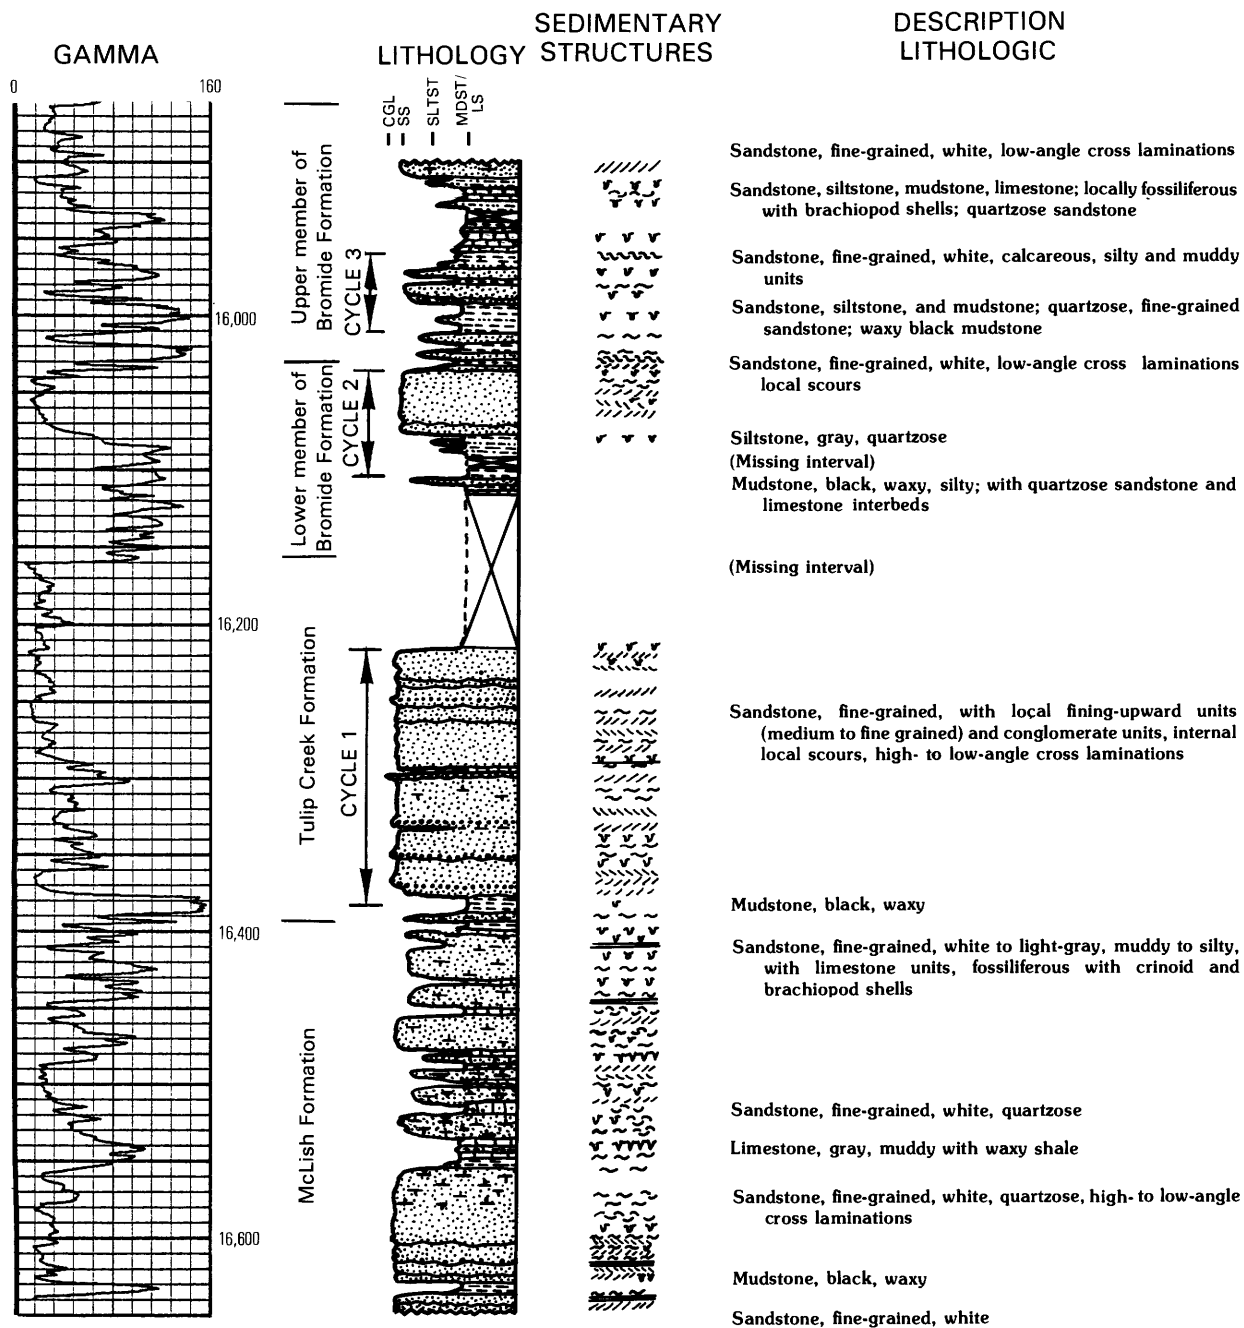 GAMMA
LITHOLOGY
SEDIMENTARY
STRUCTURES
DESCRIPTION
LITHOLOGIC
0
160
CGL
SS
SLTST
MDST/
LS
16,000
16,200
16,400
16,600
Upper member of
Bromide Formation
CYCLE 3
Lower member of
Bromide Formation
CYCLE 2
Tulip Creek Formation
CYCLE 1
McLish Formation
Sandstone, fine-grained, white, low-angle cross laminations
Sandstone, siltstone, mudstone, limestone; locally fossiliferous
with brachiopod shells; quartzose sandstone
Sandstone, fine-grained, white, calcareous, silty and muddy
units
Sandstone, siltstone, and mudstone; quartzose, fine-grained
sandstone; waxy black mudstone
Sandstone, fine-grained, white, low-angle cross laminations
local scours
Siltstone, gray, quartzose
(Missing interval)
Mudstone, black, waxy, silty; with quartzose sandstone and
limestone interbeds
(Missing interval)
Sandstone, fine-grained, with local fining-upward units
(medium to fine grained) and conglomerate units, internal
local scours, high- to low-angle cross laminations
Mudstone, black, waxy
Sandstone, fine-grained, white to light-gray, muddy to silty,
with limestone units, fossiliferous with crinoid and
brachiopod shells
Sandstone, fine-grained, white, quartzose
Limestone, gray, muddy with waxy shale
Sandstone, fine-grained, white, quartzose, high- to low-angle
cross laminations
Mudstone, black, waxy
Sandstone, fine-grained, white